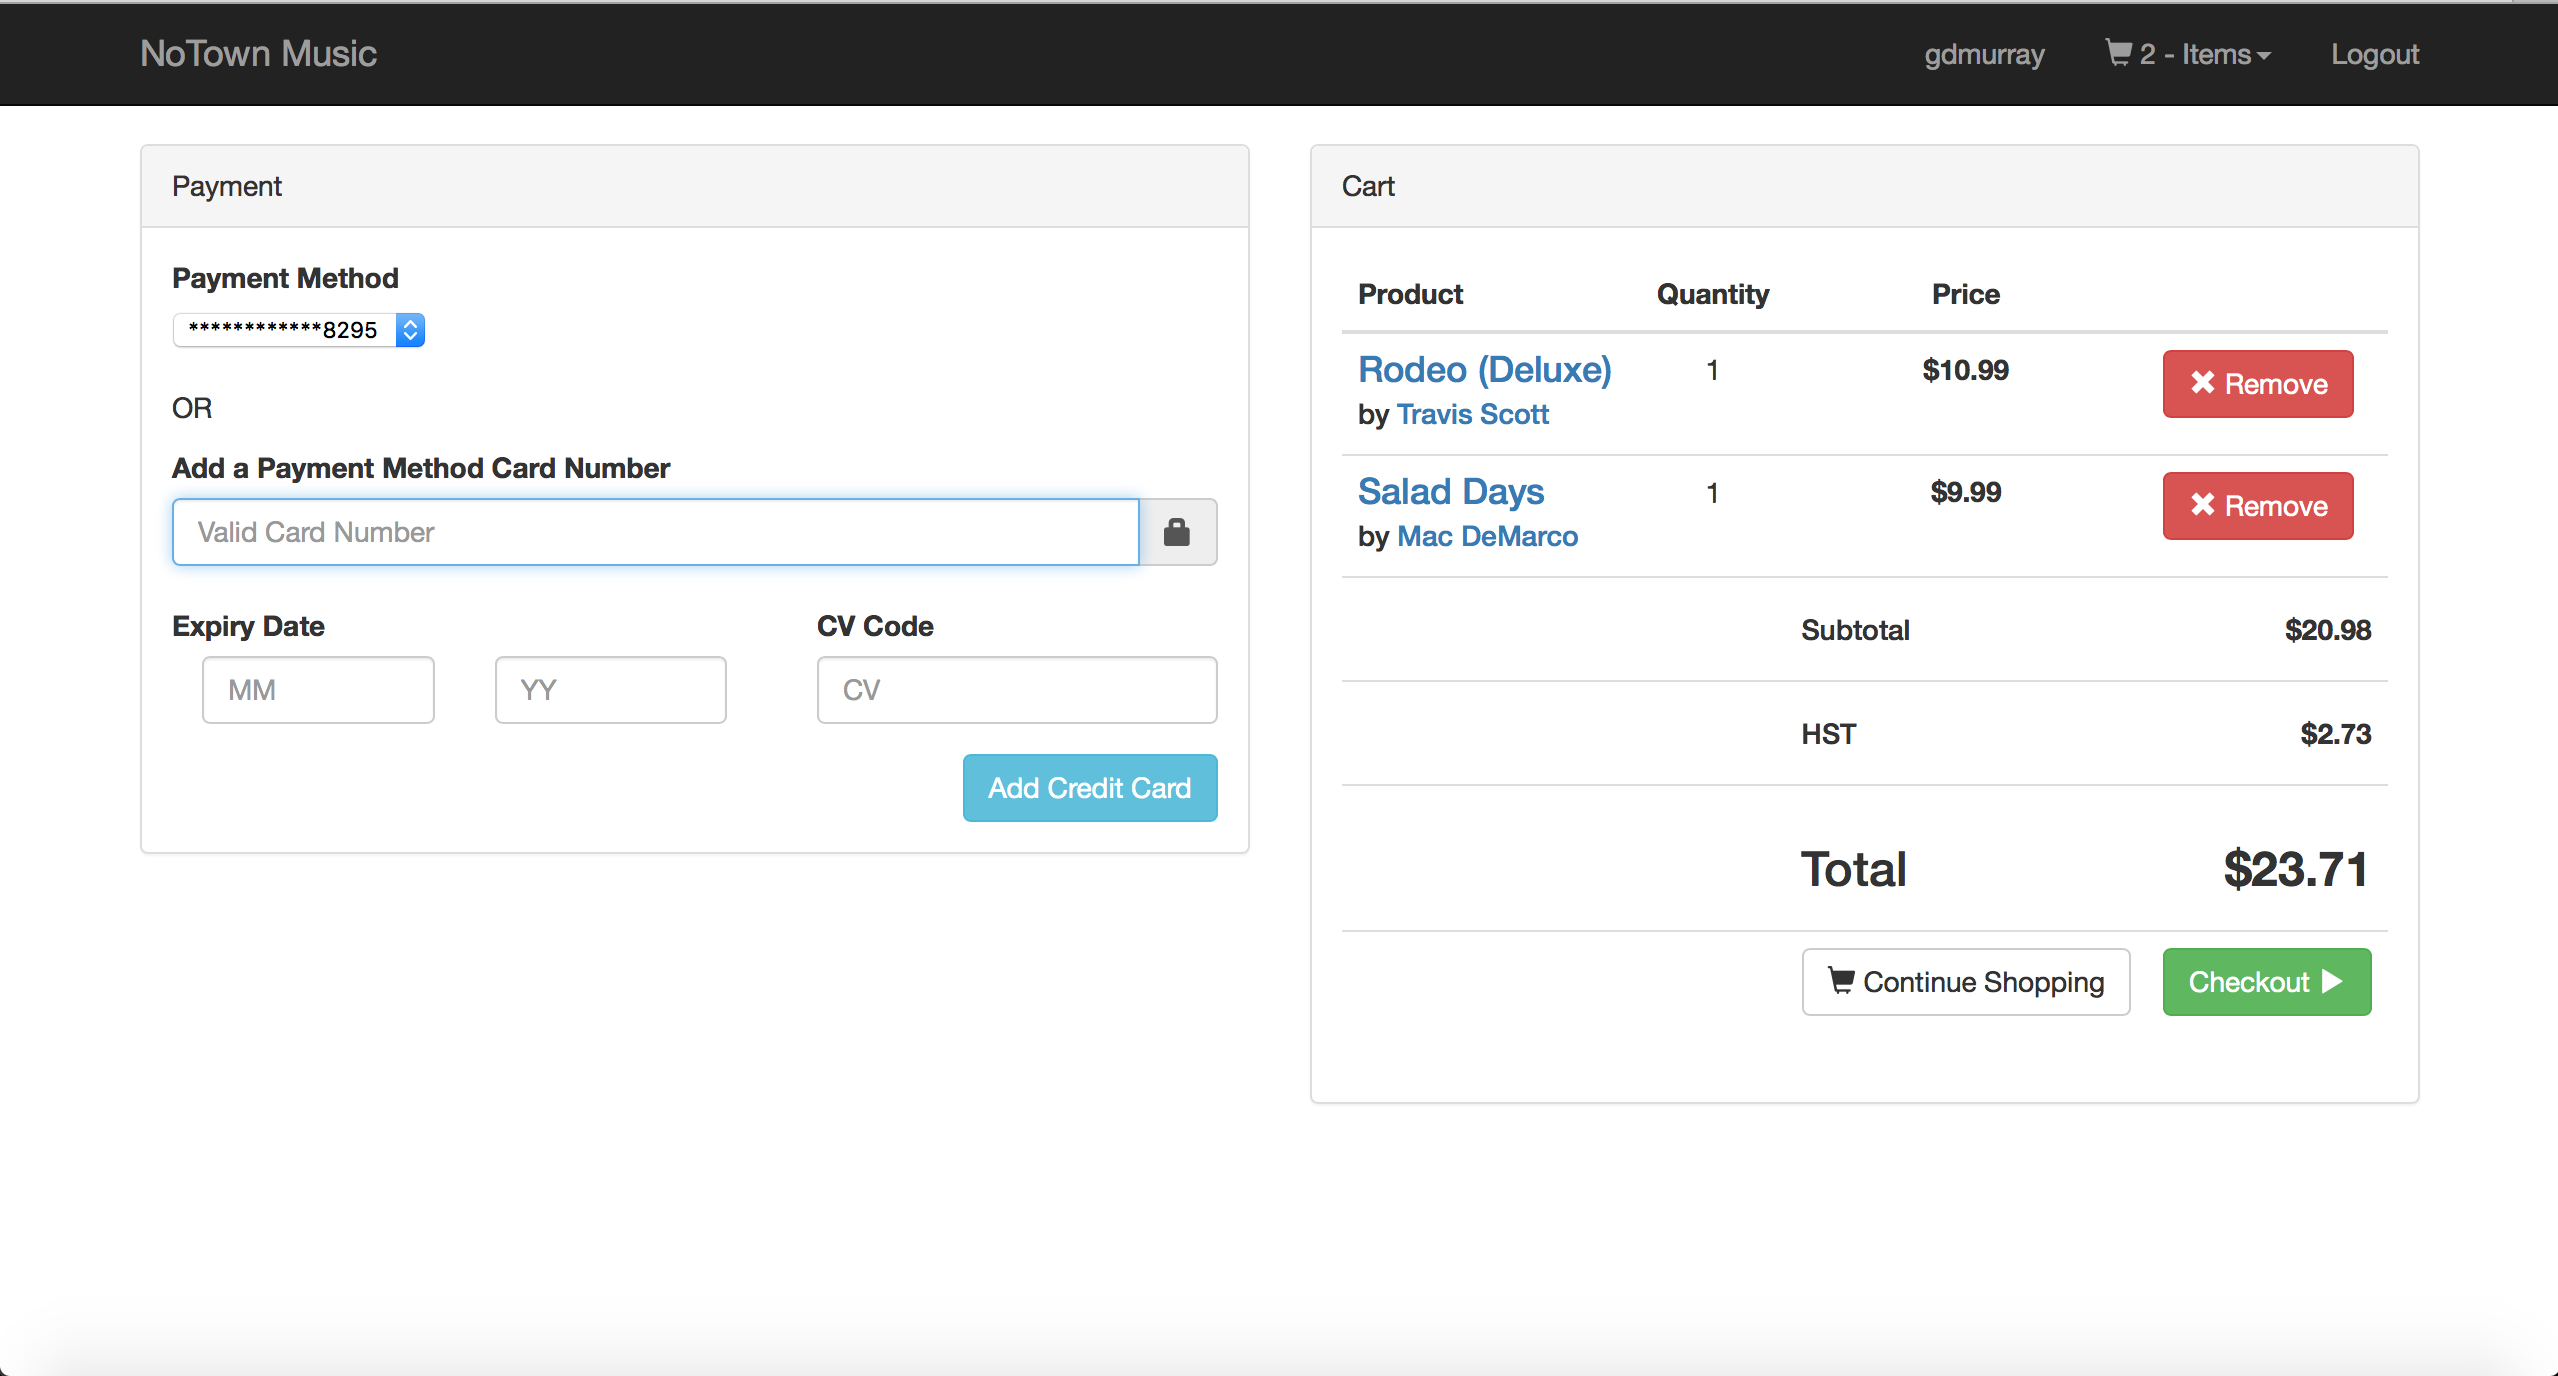 NoTown Music
gdmurray
2 - Items
Logout
Payment
Payment Method
************8295
OR
Add a Payment Method Card Number
Valid Card Number
Expiry Date
CV Code
MM
YY
CV
Add Credit Card
Cart
Product Quantity Price
Rodeo (Deluxe) 1 $10.99 Remove
by Travis Scott
Salad Days 1 $9.99 Remove
by Mac DeMarco
Subtotal $20.98
HST $2.73
Total $23.71
Continue Shopping
Checkout